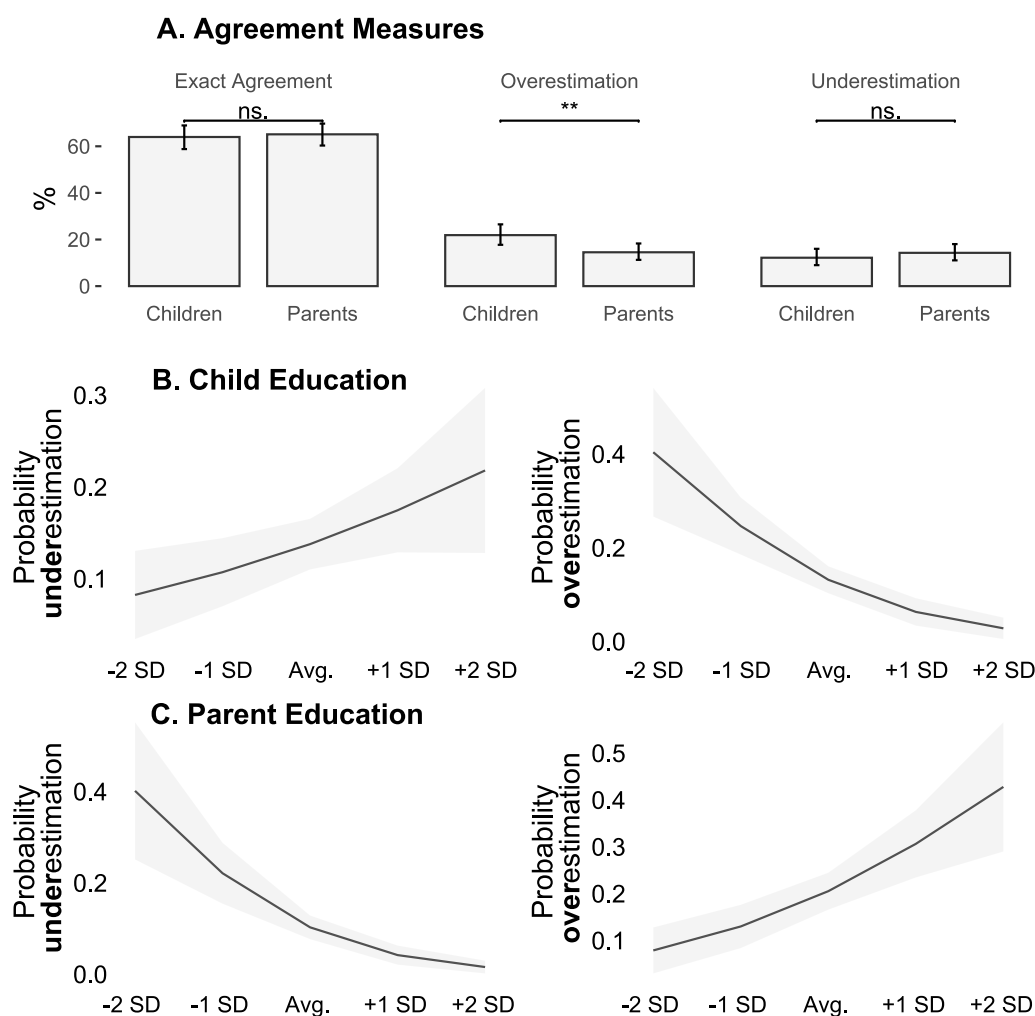 A. Agreement Measures
Exact Agreement
Overestimation
Underestimation
ns.
**
ns.
%
60
40
20
0
Children
Parents
Children
Parents
Children
Parents
B. Child Education
Probability
underestimation
0.3
0.2
0.1
-2 SD
-1 SD
Avg.
+1 SD
+2 SD
Probability
overestimation
0.4
0.2
0.0
-2 SD
-1 SD
Avg.
+1 SD
+2 SD
C. Parent Education
Probability
underestimation
0.4
0.2
0.0
-2 SD
-1 SD
Avg.
+1 SD
+2 SD
Probability
overestimation
0.5
0.4
0.3
0.2
0.1
-2 SD
-1 SD
Avg.
+1 SD
+2 SD